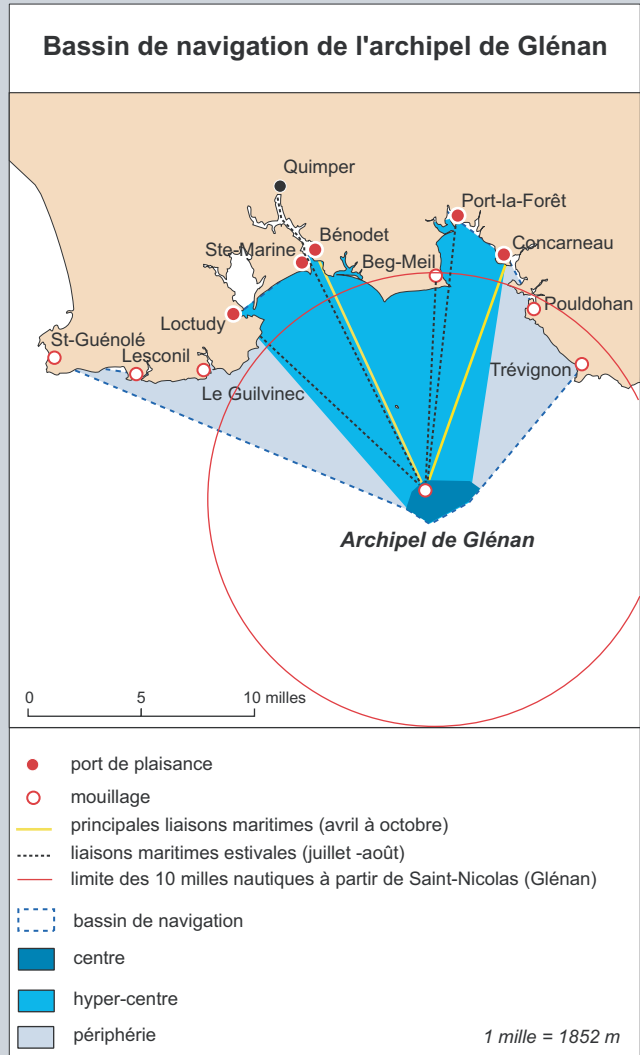 Bassin de navigation de l'archipel de Glénan
Quimper
Port-la-Forêt
Bénodet
Concarneau
Ste-Marine
Beg-Meil
Pouldohan
Loctudy
St-Guénolé
Lesconil
Trévignon
Le Guilvinec
Archipel de Glénan
0 5 10 milles
port de plaisance
mouillage
principales liaisons maritimes (avril à octobre)
liaisons maritimes estivales (juillet -août)
limite des 10 milles nautiques à partir de Saint-Nicolas (Glénan)
bassin de navigation
centre
hyper-centre
périphérie
1 mille = 1852 m